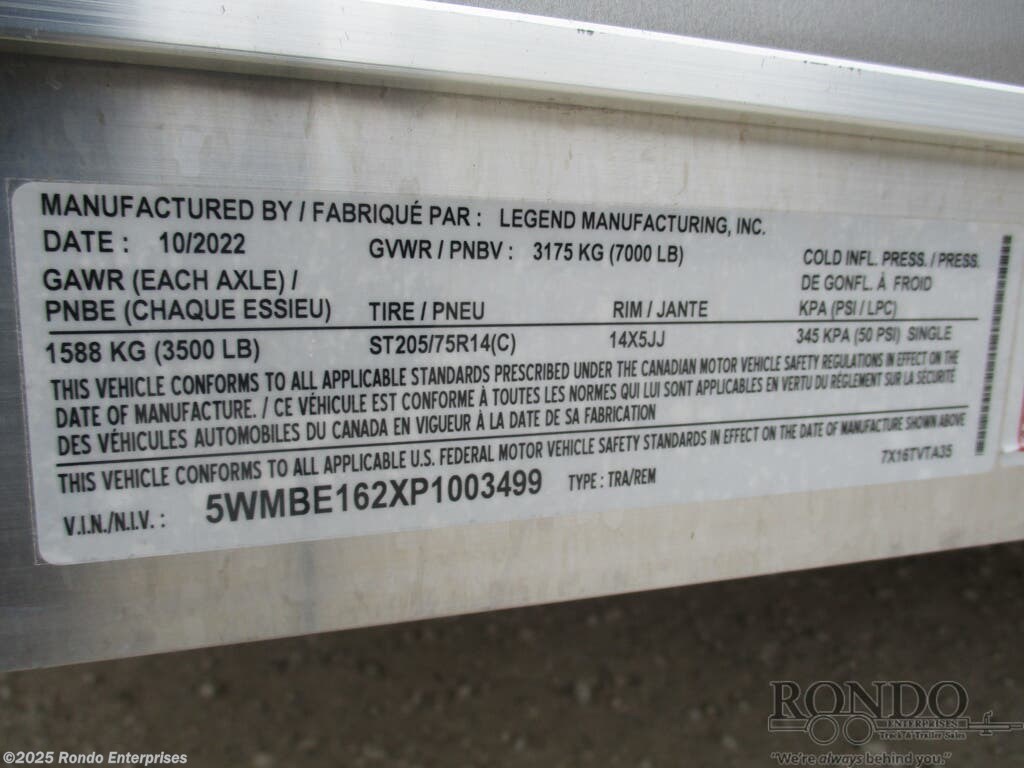 MANUFACTURED BY / FABRIQUÉ PAR : LEGEND MANUFACTURING, INC.
DATE : 10/2022 GVWR / PNBV : 3175 KG (7000 LB)
COLD INFL. PRESS. / PRESS.
GAWR (EACH AXLE) / DE GONFL. À FROID
PNBE (CHAQUE ESSIEU) TIRE / PNEU RIM / JANTE KPA (PSI / LPC)
1588 KG (3500 LB) ST205/75R14(C) 14X5JJ 345 KPA (50 PSI) SINGLE
THIS VEHICLE CONFORMS TO ALL APPLICABLE STANDARDS PRESCRIBED UNDER THE CANADIAN MOTOR VEHICLE SAFETY REGULATIONS IN EFFECT ON THE
DATE OF MANUFACTURE. / CE VÉHICULE EST CONFORME À TOUTES LES NORMES QUI LUI SONT APPLICABLES EN VERTU DU RÉGLEMENT SUR LA SÉCURITÉ
DES VÉHICULES AUTOMOBILES DU CANADA EN VIGUEUR À LA DATE DE SA FABRICATION
THIS VEHICLE CONFORMS TO ALL APPLICABLE U.S. FEDERAL MOTOR VEHICLE SAFETY STANDARDS IN EFFECT ON THE DATE OF MANUFACTURE SHOWN ABOVE
V.I.N./N.I.V. : 5WMBE162XP1003499 TYPE : TRA/REM 7X16TVTA35
RONDO
ENTERPRISES
Truck & Trailer Sales
"We're always behind you."
©2025 Rondo Enterprises